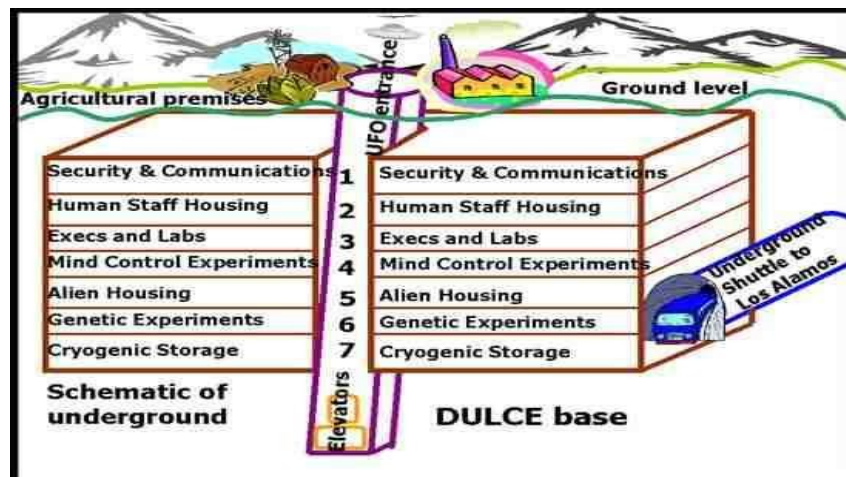 UFO entrance
Agricultural premises
Ground level
Security & Communications
1
Security & Communications
Human Staff Housing
2
Human Staff Housing
Execs and Labs
3
Execs and Labs
Mind Control Experiments
4
Mind Control Experiments
Alien Housing
5
Alien Housing
Genetic Experiments
6
Genetic Experiments
Cryogenic Storage
7
Cryogenic Storage
Underground
Shuttle to
Los Alamos
Elevators
Schematic of
underground
DULCE base